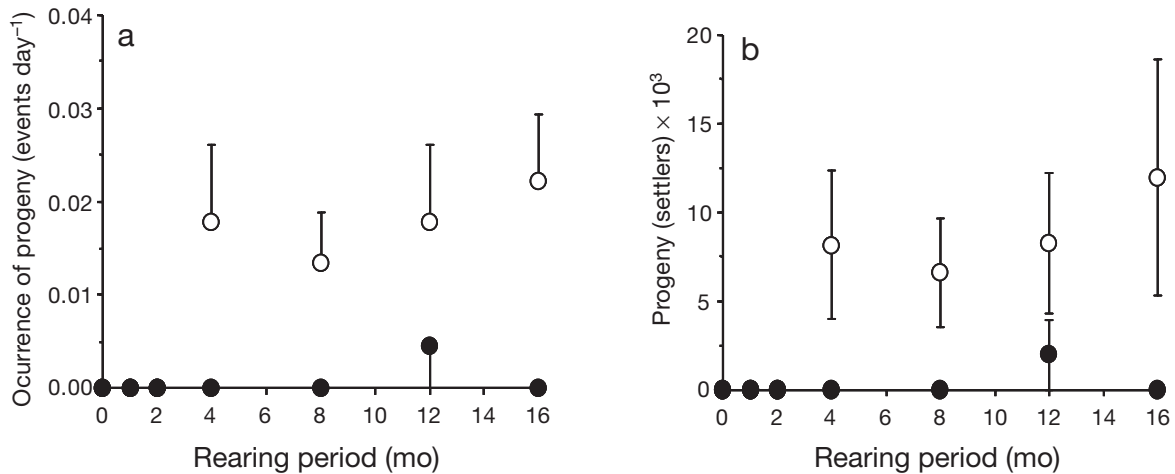 a
Ocurrence of progeny (events day⁻¹)
0.04
0.03
0.02
0.01
0.00
0 2 4 6 8 10 12 14 16
Rearing period (mo)
b
Progeny (settlers) × 10³
20
15
10
5
0
0 2 4 6 8 10 12 14 16
Rearing period (mo)